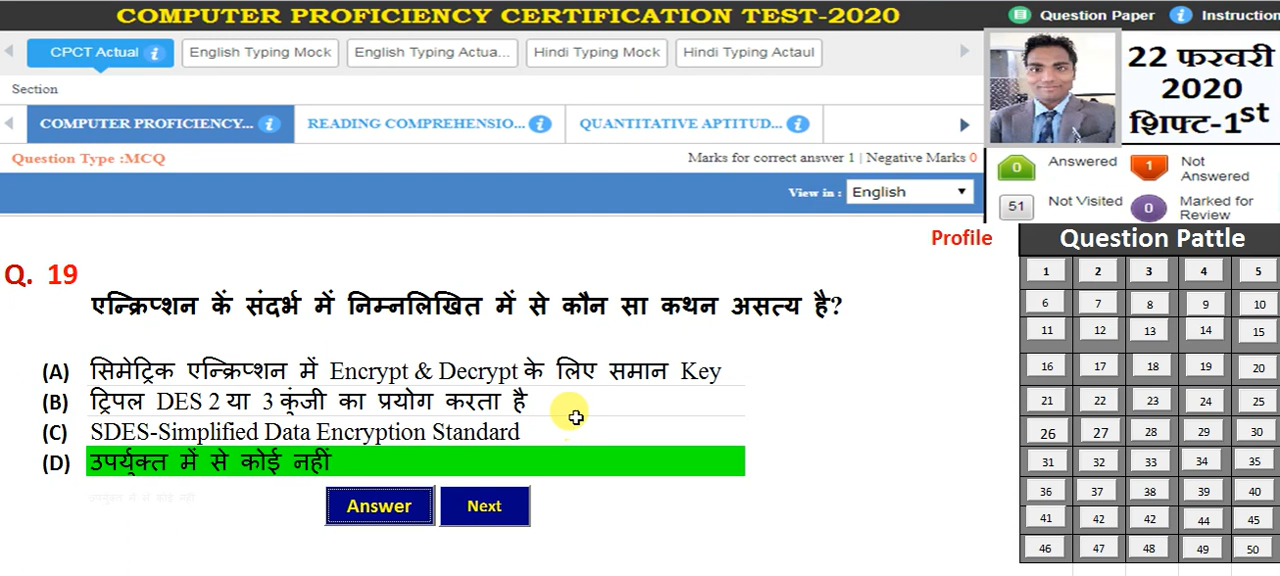 COMPUTER PROFICIENCY CERTIFICATION TEST-2020
Question Paper
Instruction
CPCT Actual
English Typing Mock
English Typing Actua...
Hindi Typing Mock
Hindi Typing Actaul
22 फरवरी
2020
शिफ्ट-1st
Section
COMPUTER PROFICIENCY...
READING COMPREHENSIO...
QUANTITATIVE APTITUD...
Question Type :MCQ
Marks for correct answer 1 | Negative Marks 0
0 Answered
1 Not Answered
51 Not Visited
0 Marked for Review
View in : English
Profile
Question Pattle
Q. 19
एन्क्रिप्शन के संदर्भ में निम्नलिखित में से कौन सा कथन असत्य है?
(A) सिमेट्रिक एन्क्रिप्शन में Encrypt & Decrypt के लिए समान Key
(B) ट्रिपल DES 2 या 3 कुंजी का प्रयोग करता है
(C) SDES-Simplified Data Encryption Standard
(D) उपर्युक्त में से कोई नहीं
उपर्युक्त में से कोई नहीं
Answer
Next
1 2 3 4 5
6 7 8 9 10
11 12 13 14 15
16 17 18 19 20
21 22 23 24 25
26 27 28 29 30
31 32 33 34 35
36 37 38 39 40
41 42 42 44 45
46 47 48 49 50